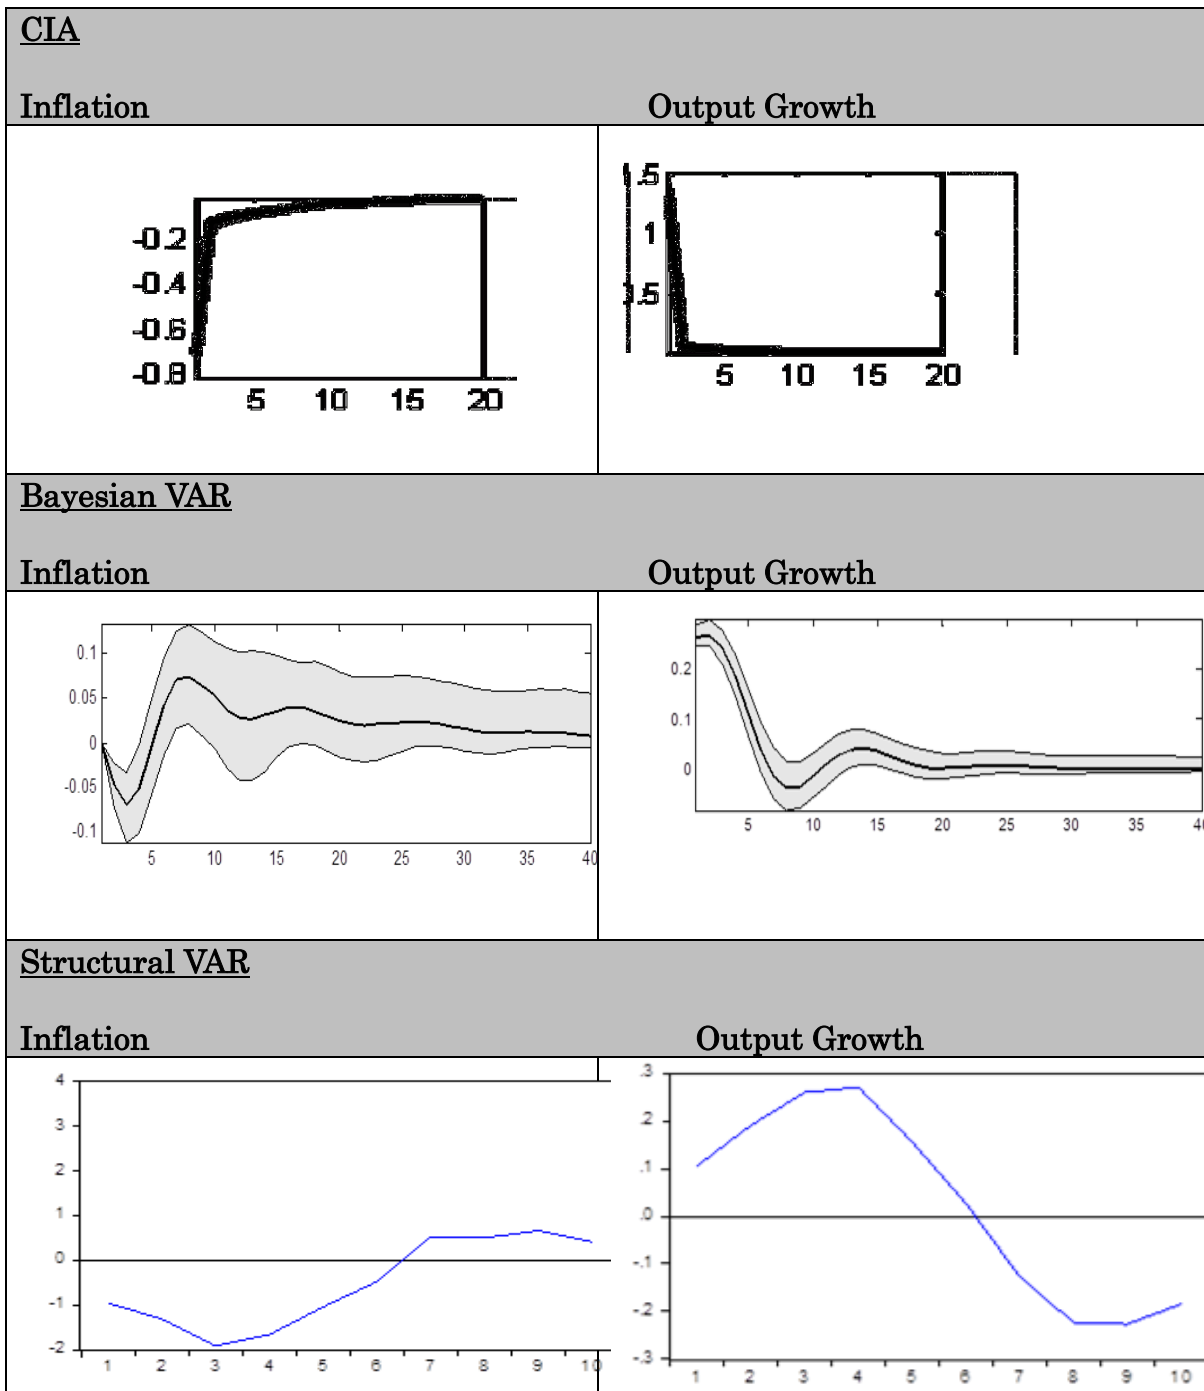 CIA
Inflation Output Growth
-0.2
-0.4
-0.6
-0.8
5 10 15 20
1
5 10 15 20
Bayesian VAR
Inflation Output Growth
0.1
0.05
0
-0.05
-0.1
5 10 15 20 25 30 35 40
0.2
0.1
0
5 10 15 20 25 30 35
Structural VAR
Inflation Output Growth
4
3
2
1
0
-1
-2
1 2 3 4 5 6 7 8 9 10
.3
.2
.1
.0
-.1
-.2
-.3
1 2 3 4 5 6 7 8 9 10